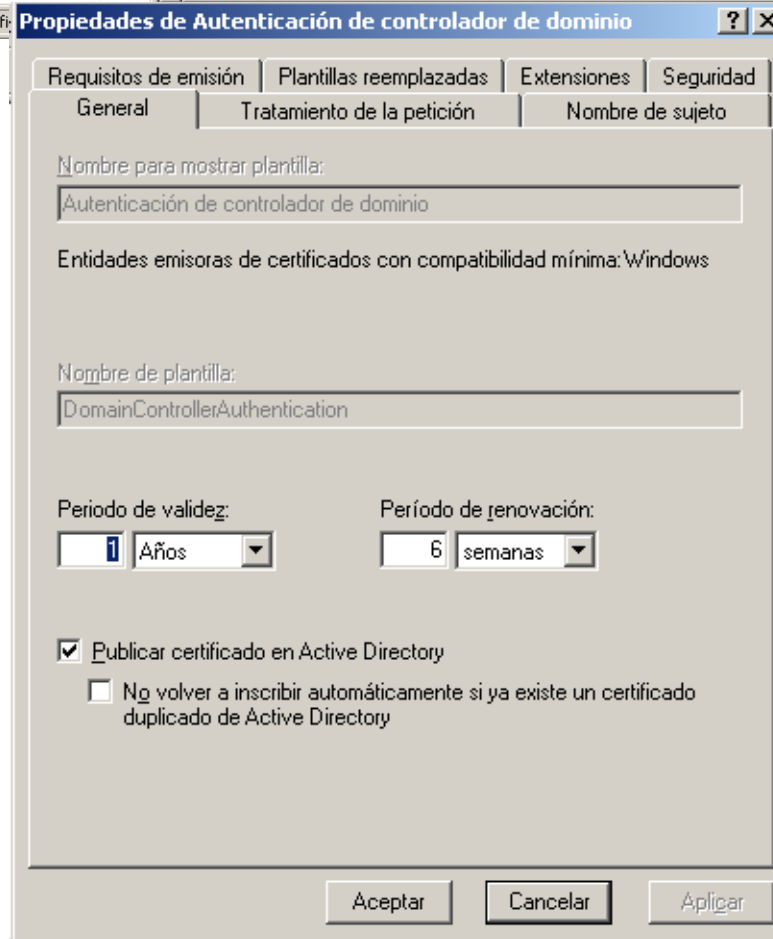 Propiedades de Autenticación de controlador de dominio
Requisitos de emisión Plantillas reemplazadas Extensiones Seguridad
General Tratamiento de la petición Nombre de sujeto
Nombre para mostrar plantilla:
Autenticación de controlador de dominio
Entidades emisoras de certificados con compatibilidad mínima:Windows
Nombre de plantilla:
DomainControllerAuthentication
Periodo de validez: Período de renovación:
1 Años 6 semanas
Publicar certificado en Active Directory
No volver a inscribir automáticamente si ya existe un certificado
duplicado de Active Directory
Aceptar Cancelar Aplicar